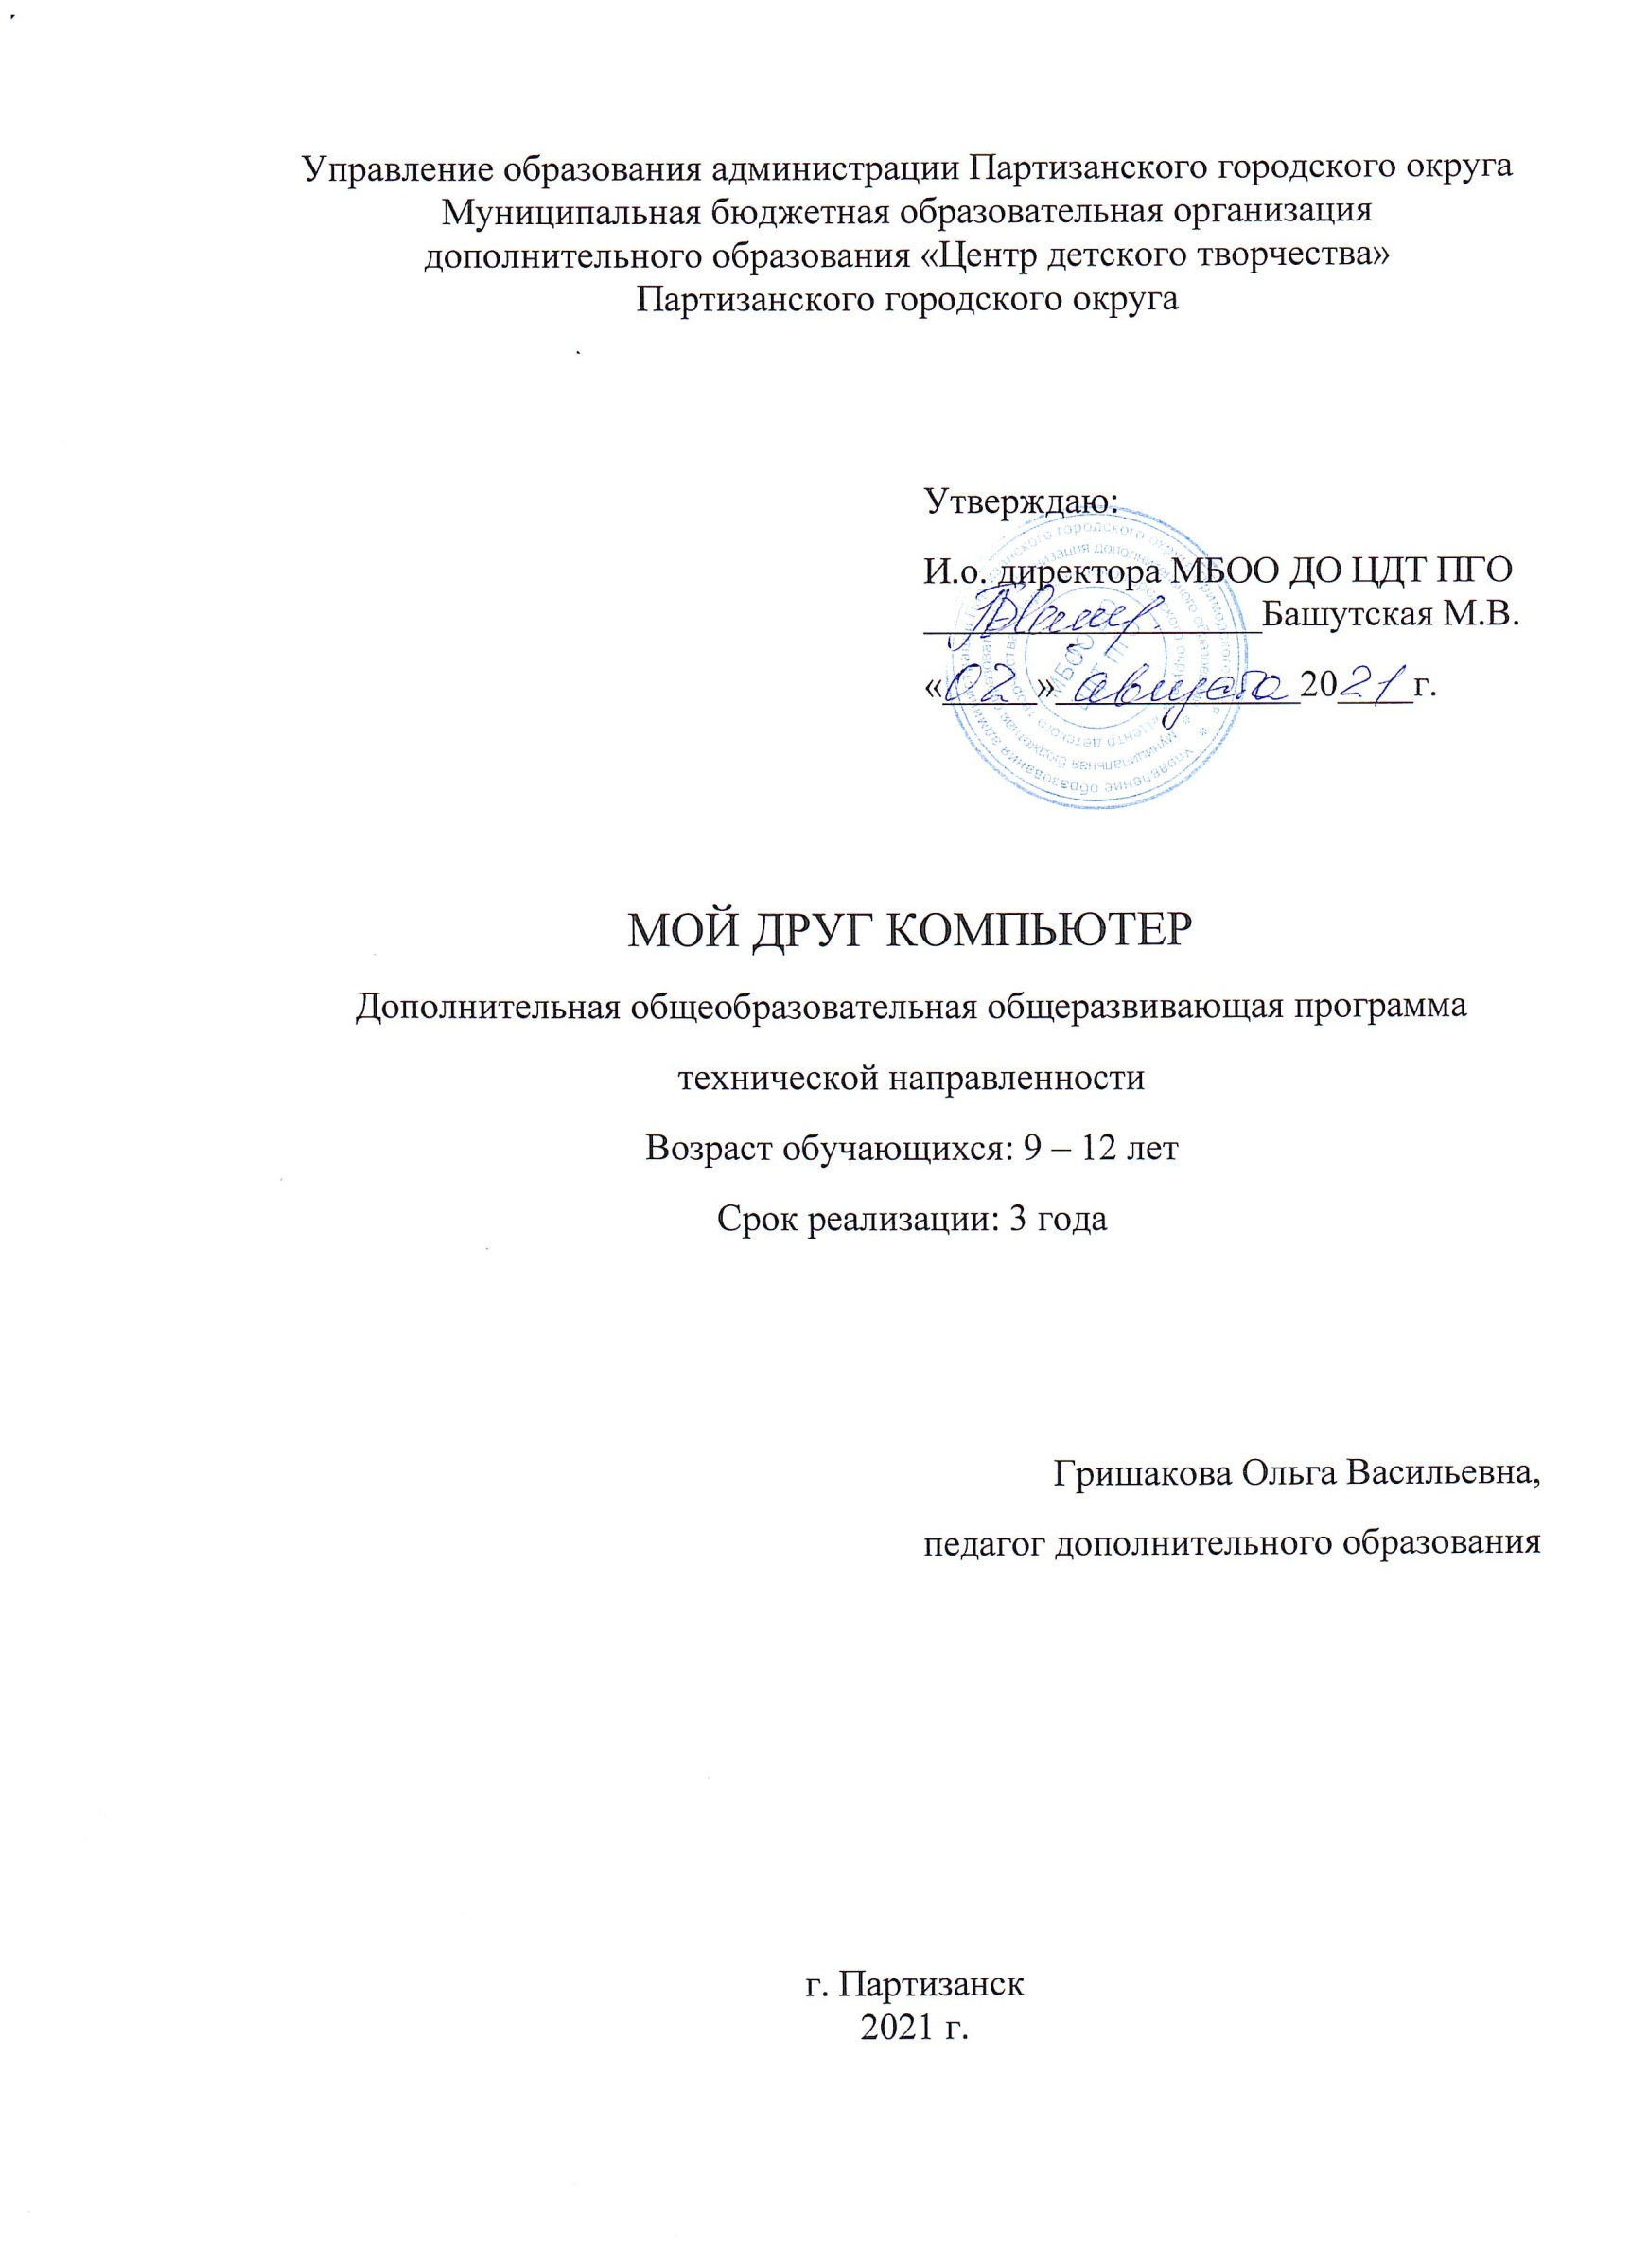 Управление образования администрации Партизанского городского округа
Муниципальная бюджетная образовательная организация
дополнительного образования «Центр детского творчества»
Партизанского городского округа
Утверждаю:
И.о. директора МБОО ДО ЦДТ ПГО
Башутская М.В.
«02» августа 2021 г.
МОЙ ДРУГ КОМПЬЮТЕР
Дополнительная общеобразовательная общеразвивающая программа
технической направленности
Возраст обучающихся: 9 – 12 лет
Срок реализации: 3 года
Гришакова Ольга Васильевна,
педагог дополнительного образования
г. Партизанск
2021 г.